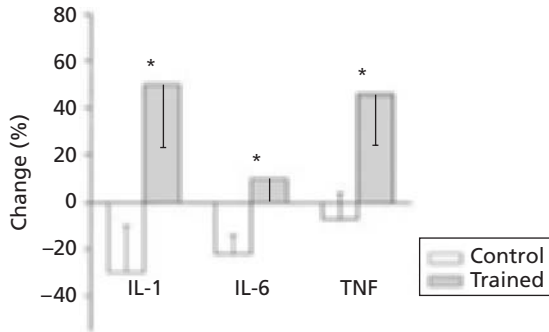 80
60
40
20
0
−20
−40
Change (%)
*
*
*
IL-1
IL-6
TNF
Control
Trained